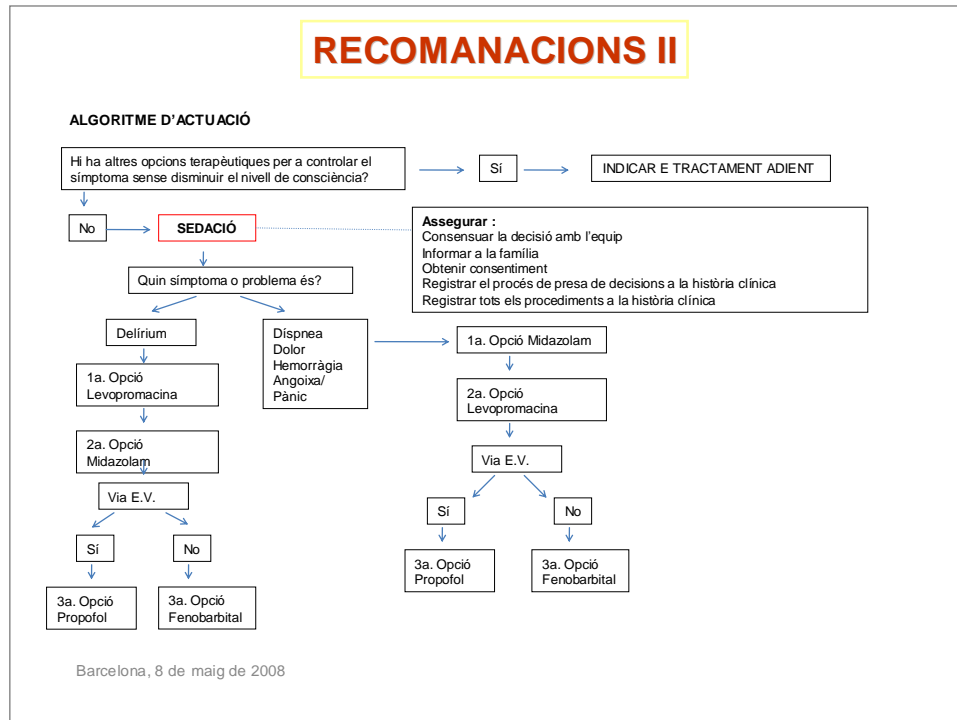 RECOMANACIONS II
ALGORITME D'ACTUACIÓ
Hi ha altres opcions terapèutiques per a controlar el
símptoma sense disminuir el nivell de consciència?
Sí
INDICAR E TRACTAMENT ADIENT
No
SEDACIÓ
Assegurar :
Consensuar la decisió amb l'equip
Informar a la família
Obtenir consentiment
Registrar el procés de presa de decisions a la història clínica
Registrar tots els procediments a la història clínica
Quin símptoma o problema és?
Delírium
1a. Opció
Levopromacina
2a. Opció
Midazolam
Via E.V.
Sí
No
3a. Opció
Propofol
3a. Opció
Fenobarbital
Díspnea
Dolor
Hemorràgia
Angoixa/
Pànic
1a. Opció Midazolam
2a. Opció
Levopromacina
Via E.V.
Sí
No
3a. Opció
Propofol
3a. Opció
Fenobarbital
Barcelona, 8 de maig de 2008